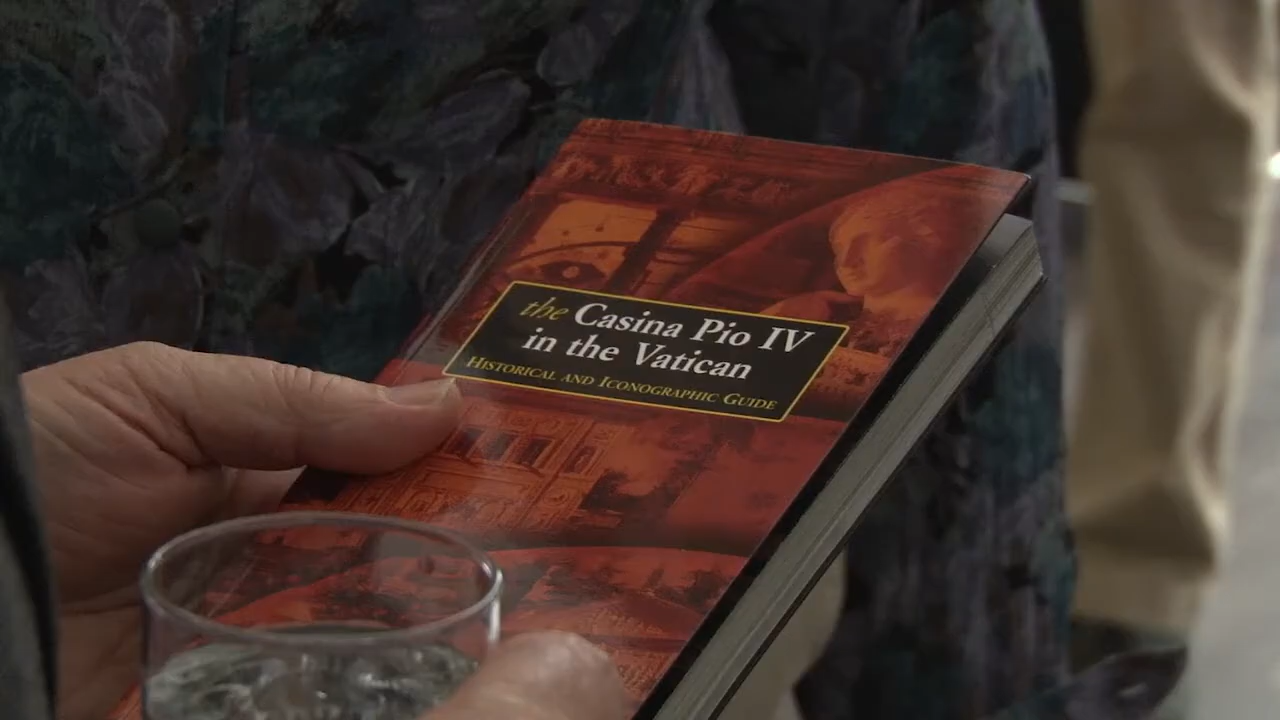 the Casina Pio IV
in the Vatican
Historical and Iconographic Guide